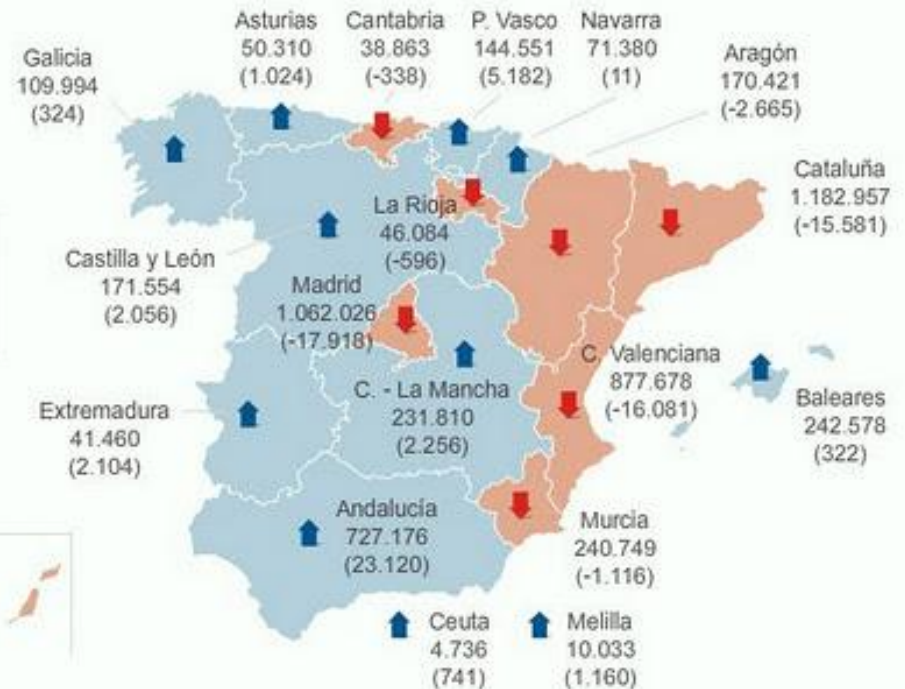 Asturias
50.310
(1.024)
Cantabria
38.863
(-338)
P. Vasco
144.551
(5.182)
Navarra
71.380
(11)
Aragón
170.421
(-2.665)
Galicia
109.994
(324)
Cataluña
1.182.957
(-15.581)
La Rioja
46.084
(-596)
Castilla y León
171.554
(2.056)
Madrid
1.062.026
(-17.918)
C. Valenciana
877.678
(-16.081)
C. - La Mancha
231.810
(2.256)
Baleares
242.578
(322)
Extremadura
41.460
(2.104)
Andalucía
727.176
(23.120)
Murcia
240.749
(-1.116)
Ceuta
4.736
(741)
Melilla
10.033
(1.160)